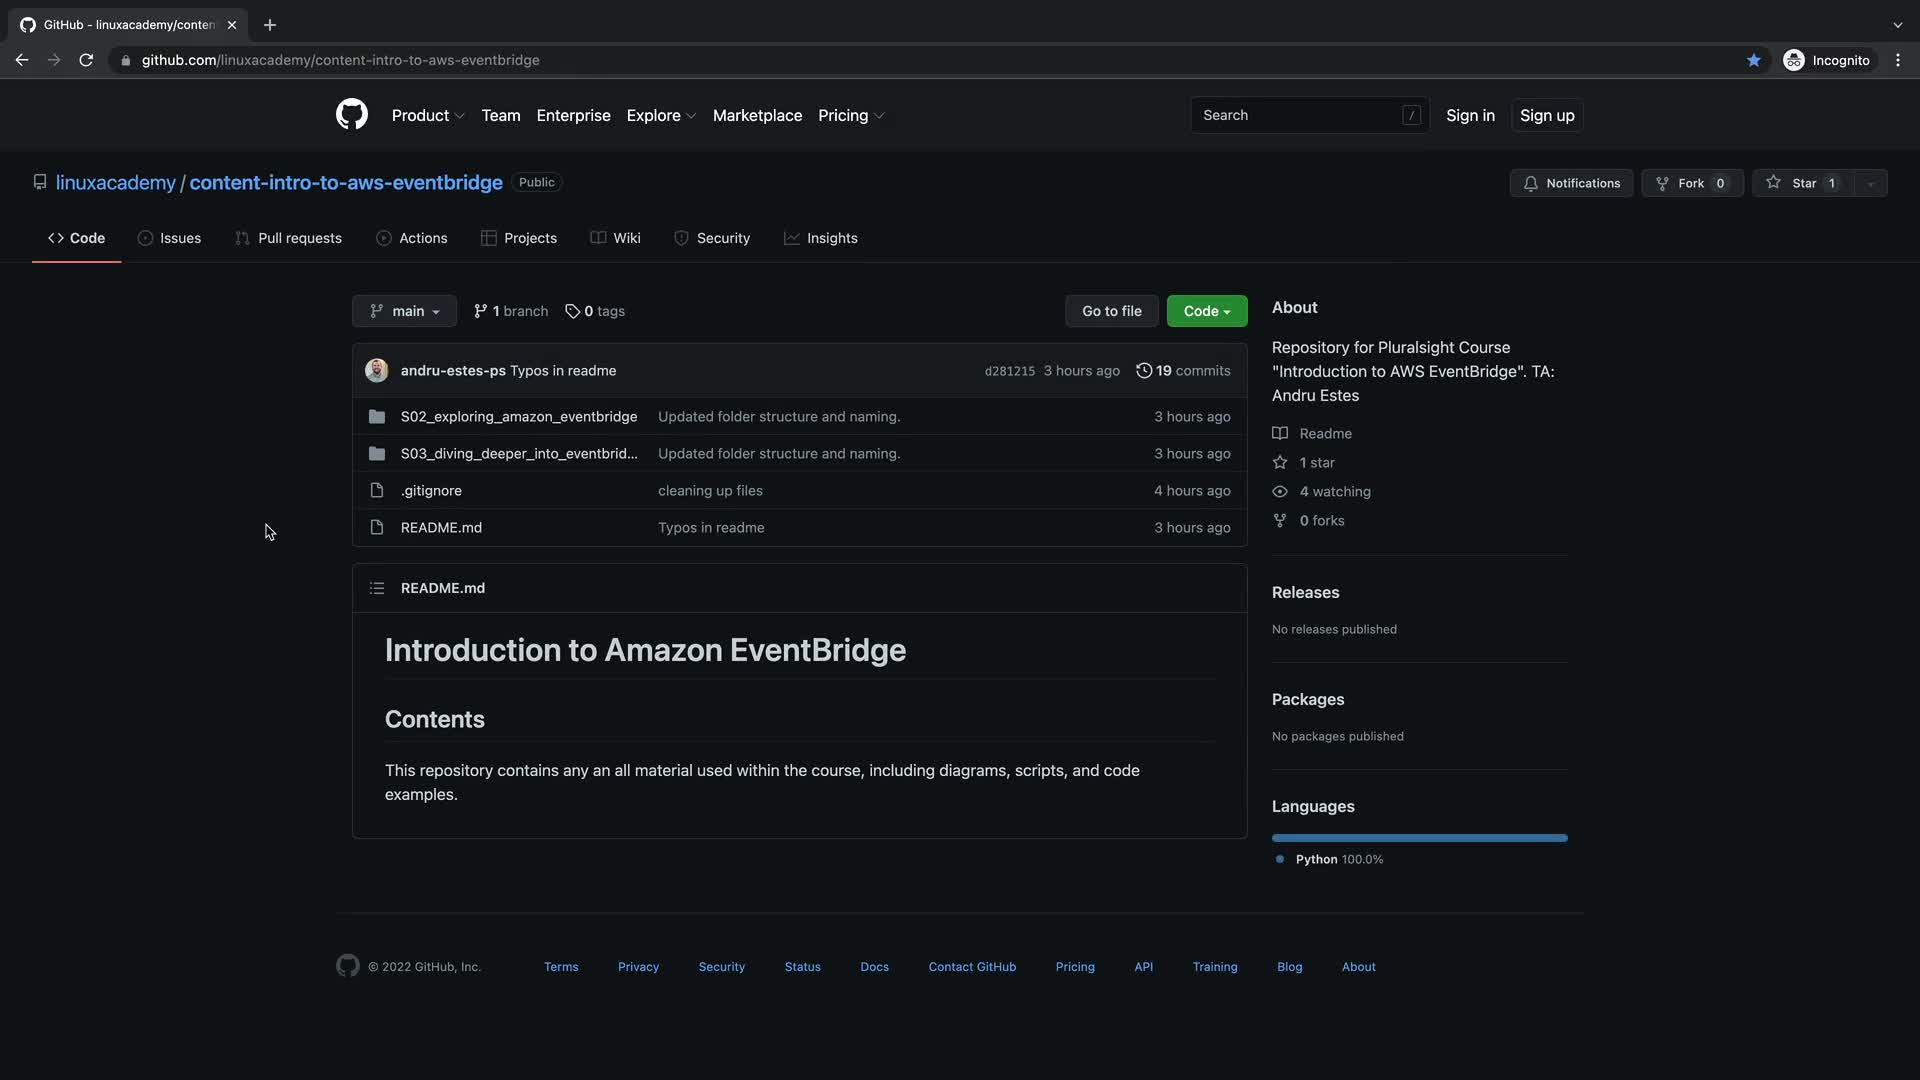 GitHub - linuxacademy/conten
github.com/linuxacademy/content-intro-to-aws-eventbridge
Incognito
Product Team Enterprise Explore Marketplace Pricing
Search /
Sign in Sign up
linuxacademy / content-intro-to-aws-eventbridge Public
Notifications Fork 0 Star 1
Code Issues Pull requests Actions Projects Wiki Security Insights
main 1 branch 0 tags Go to file Code
andru-estes-ps Typos in readme d281215 3 hours ago 19 commits
S02_exploring_amazon_eventbridge Updated folder structure and naming. 3 hours ago
S03_diving_deeper_into_eventbrid... Updated folder structure and naming. 3 hours ago
.gitignore cleaning up files 4 hours ago
README.md Typos in readme 3 hours ago
README.md
Introduction to Amazon EventBridge
Contents
This repository contains any an all material used within the course, including diagrams, scripts, and code
examples.
About
Repository for Pluralsight Course
"Introduction to AWS EventBridge". TA:
Andru Estes
Readme
1 star
4 watching
0 forks
Releases
No releases published
Packages
No packages published
Languages
Python 100.0%
© 2022 GitHub, Inc. Terms Privacy Security Status Docs Contact GitHub Pricing API Training Blog About